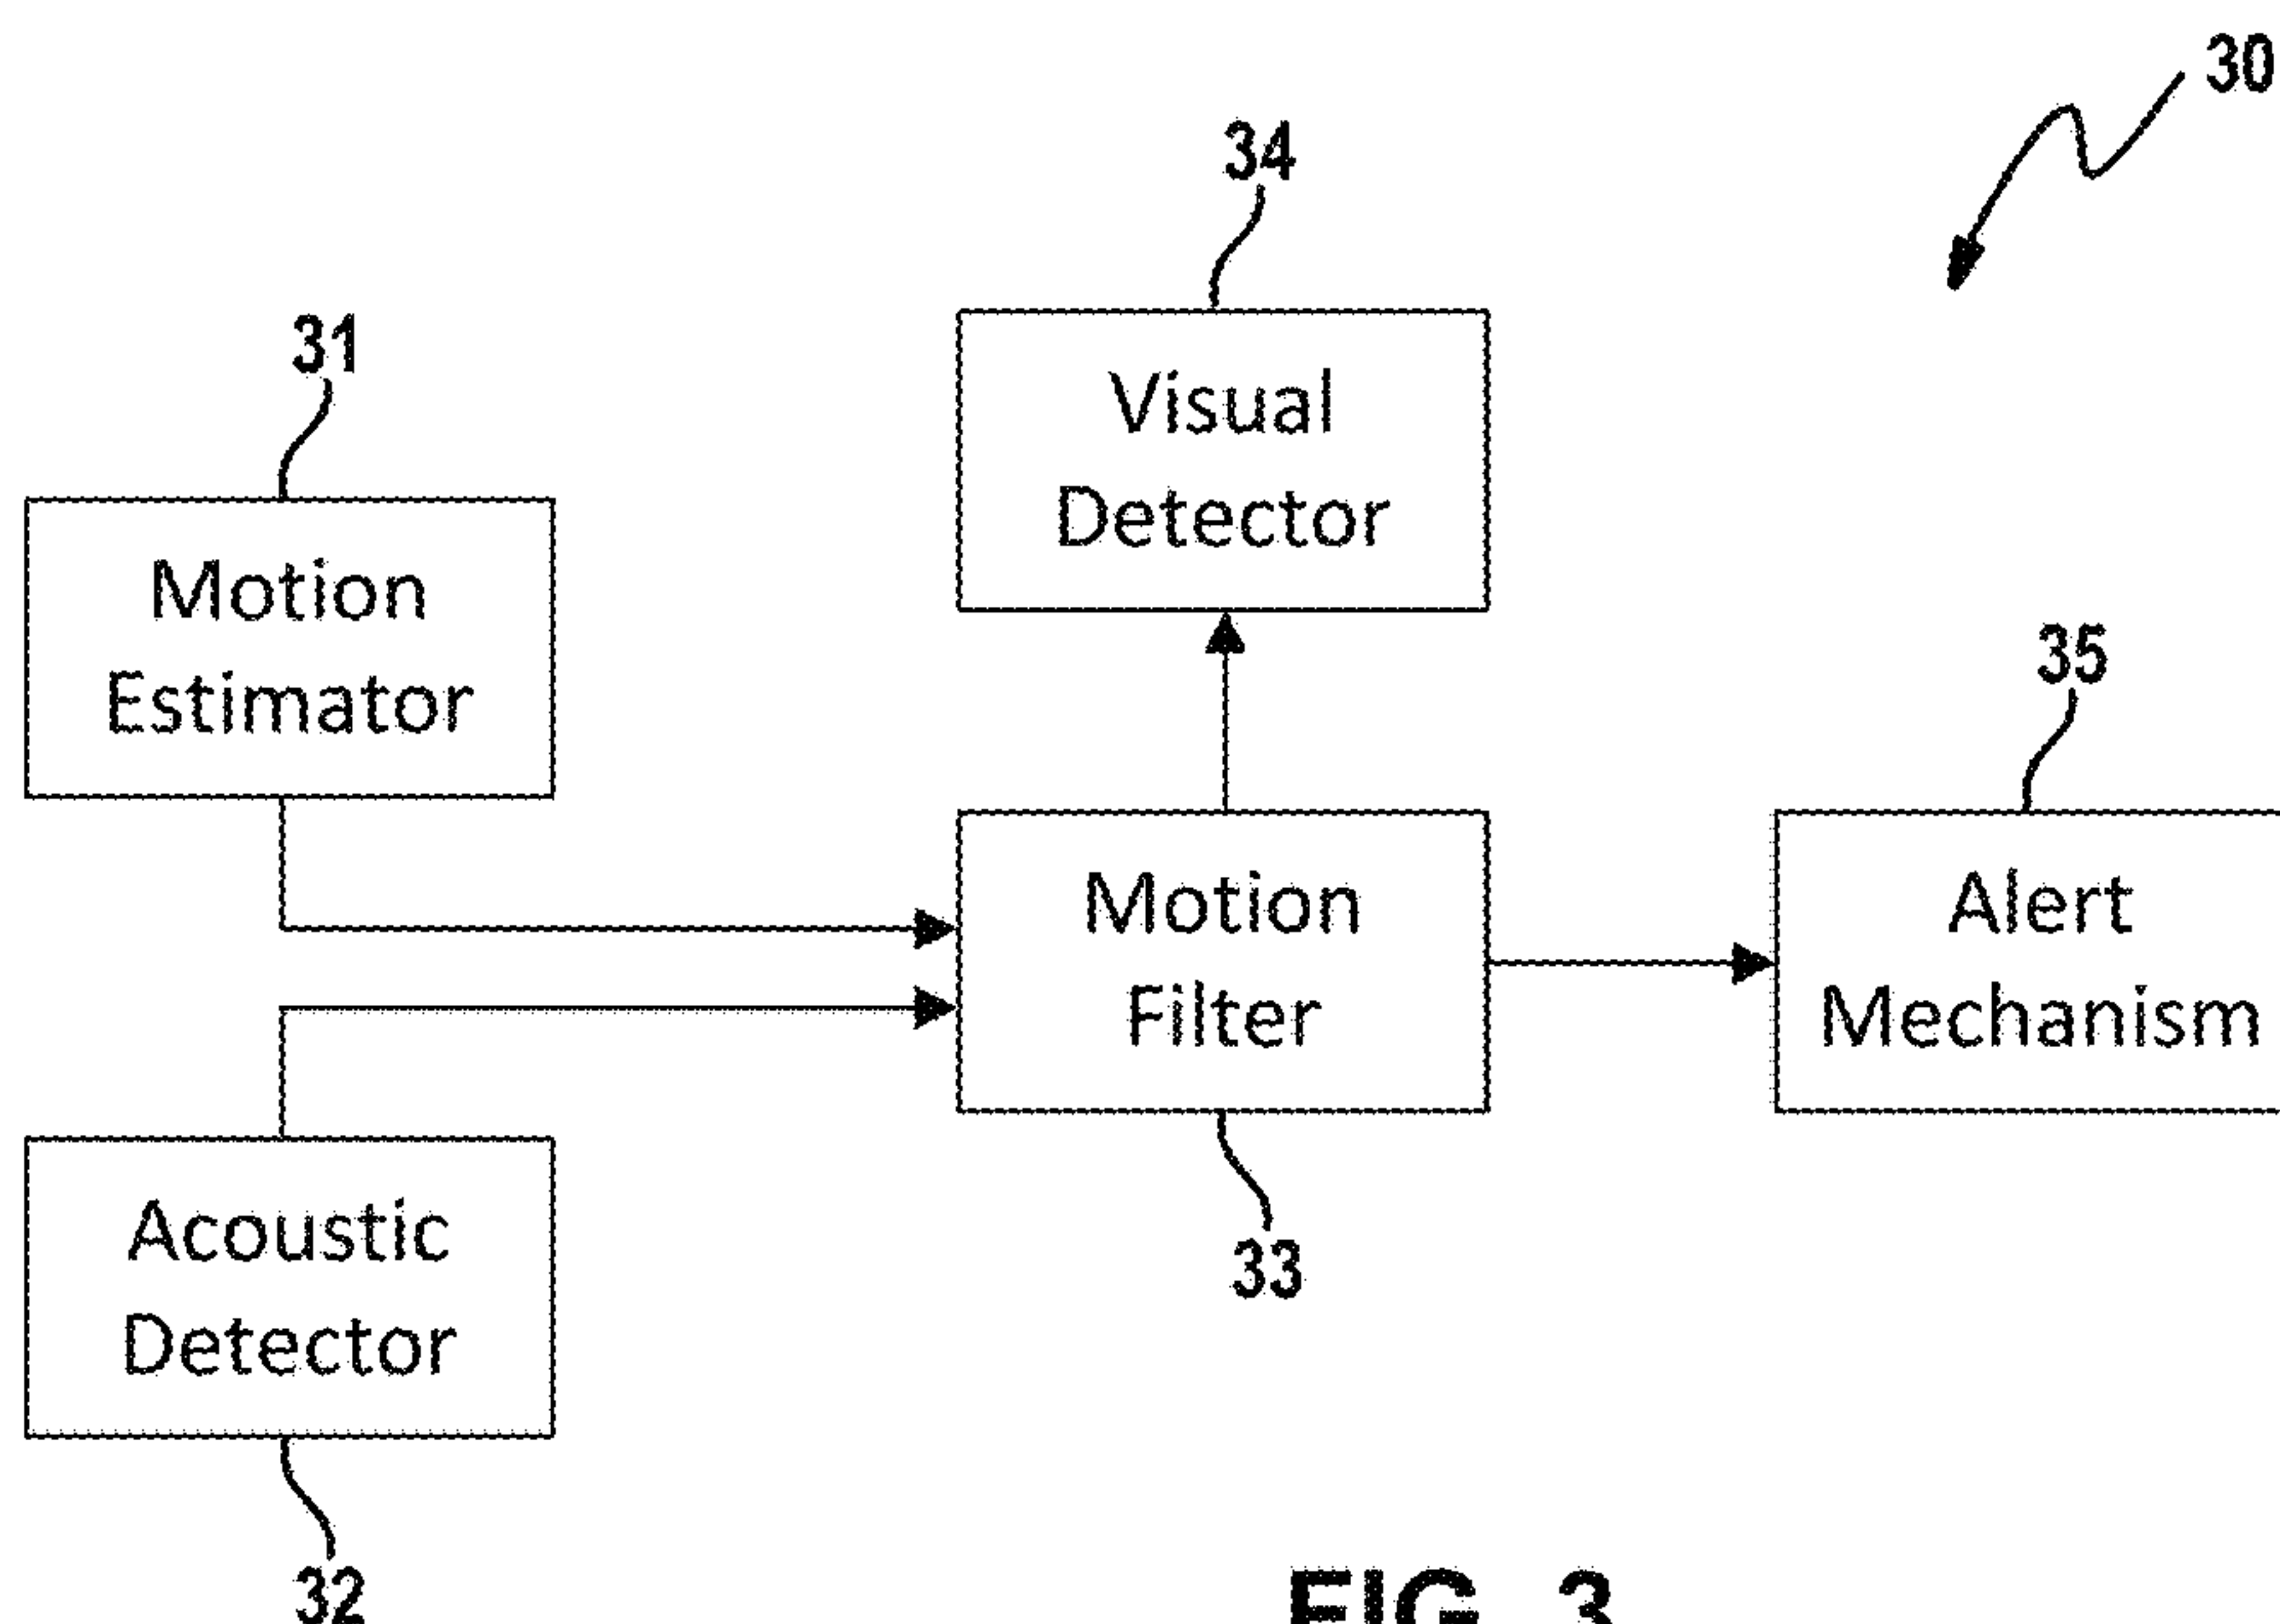 30
34
Visual
Detector
31
Motion
Estimator
35
Motion
Filter
Alert
Mechanism
33
Acoustic
Detector
32
FIG. 3